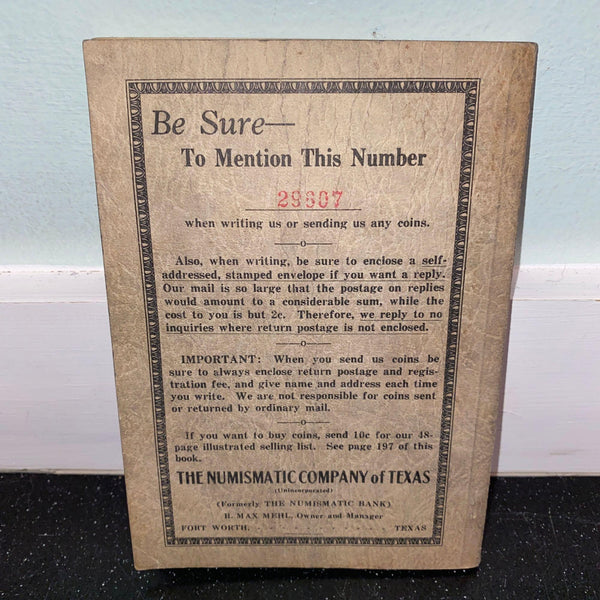 Be Sure—
To Mention This Number
29607
when writing us or sending us any coins.
Also, when writing, be sure to enclose a self-
addressed, stamped envelope if you want a reply.
Our mail is so large that the postage on replies
would amount to a considerable sum, while the
cost to you is but 2c. Therefore, we reply to no
inquiries where return postage is not enclosed.
IMPORTANT: When you send us coins be
sure to always enclose return postage and regis-
tration fee, and give name and address each time
you write. We are not responsible for coins sent
or returned by ordinary mail.
If you want to buy coins, send 10c for our 48-
page illustrated selling list. See page 197 of this
book.
THE NUMISMATIC COMPANY of TEXAS
(Unincorporated)
(Formerly THE NUMISMATIC BANK)
B. MAX MEHL, Owner and Manager
FORT WORTH, TEXAS